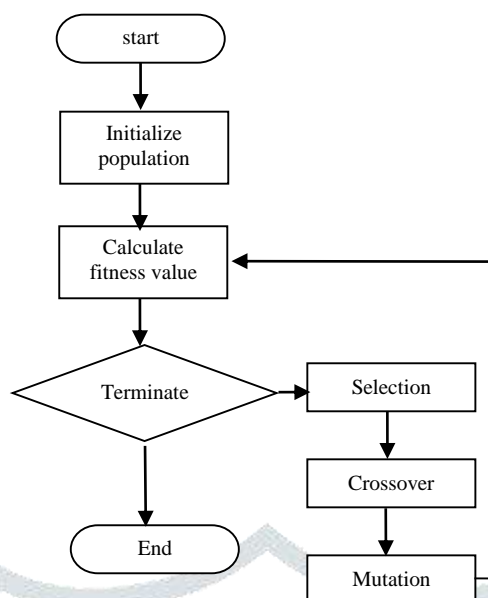 start
Initialize
population
Calculate
fitness value
Terminate
Selection
Crossover
End
Mutation